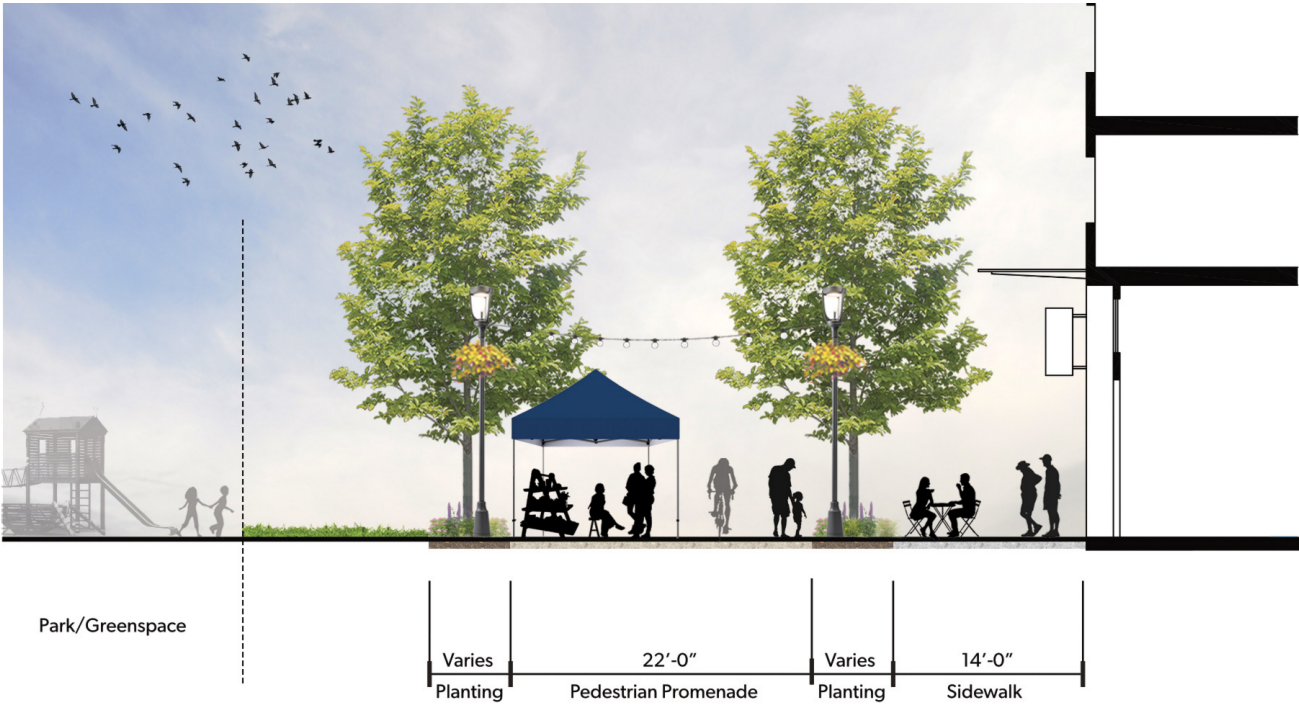 Park/Greenspace
Varies
Planting
22’-0”
Pedestrian Promenade
Varies
Planting
14’-0”
Sidewalk